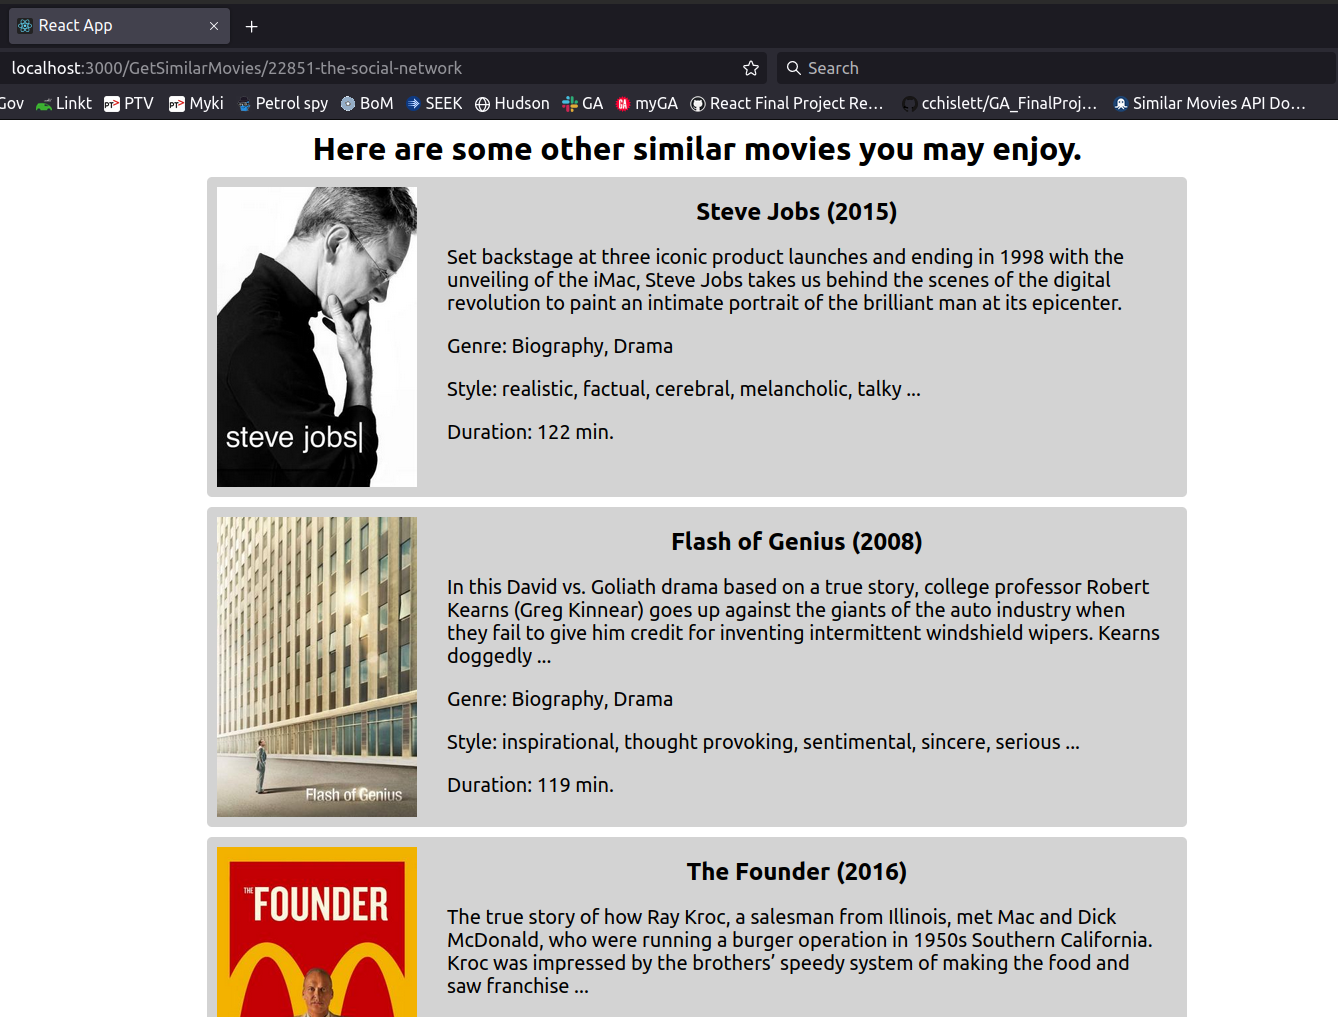 React App
localhost:3000/GetSimilarMovies/22851-the-social-network
Search
Gov Linkt PTV Myki Petrol spy BoM SEEK Hudson GA myGA React Final Project Re... cchislett/GA_FinalProj... Similar Movies API Do...
Here are some other similar movies you may enjoy.
Steve Jobs (2015)
Set backstage at three iconic product launches and ending in 1998 with the
unveiling of the iMac, Steve Jobs takes us behind the scenes of the digital
revolution to paint an intimate portrait of the brilliant man at its epicenter.
Genre: Biography, Drama
Style: realistic, factual, cerebral, melancholic, talky ...
Duration: 122 min.
steve jobs
Flash of Genius (2008)
In this David vs. Goliath drama based on a true story, college professor Robert
Kearns (Greg Kinnear) goes up against the giants of the auto industry when
they fail to give him credit for inventing intermittent windshield wipers. Kearns
doggedly ...
Genre: Biography, Drama
Style: inspirational, thought provoking, sentimental, sincere, serious ...
Duration: 119 min.
Flash of Genius
The Founder (2016)
THE FOUNDER
The true story of how Ray Kroc, a salesman from Illinois, met Mac and Dick
McDonald, who were running a burger operation in 1950s Southern California.
Kroc was impressed by the brothers’ speedy system of making the food and
saw franchise ...